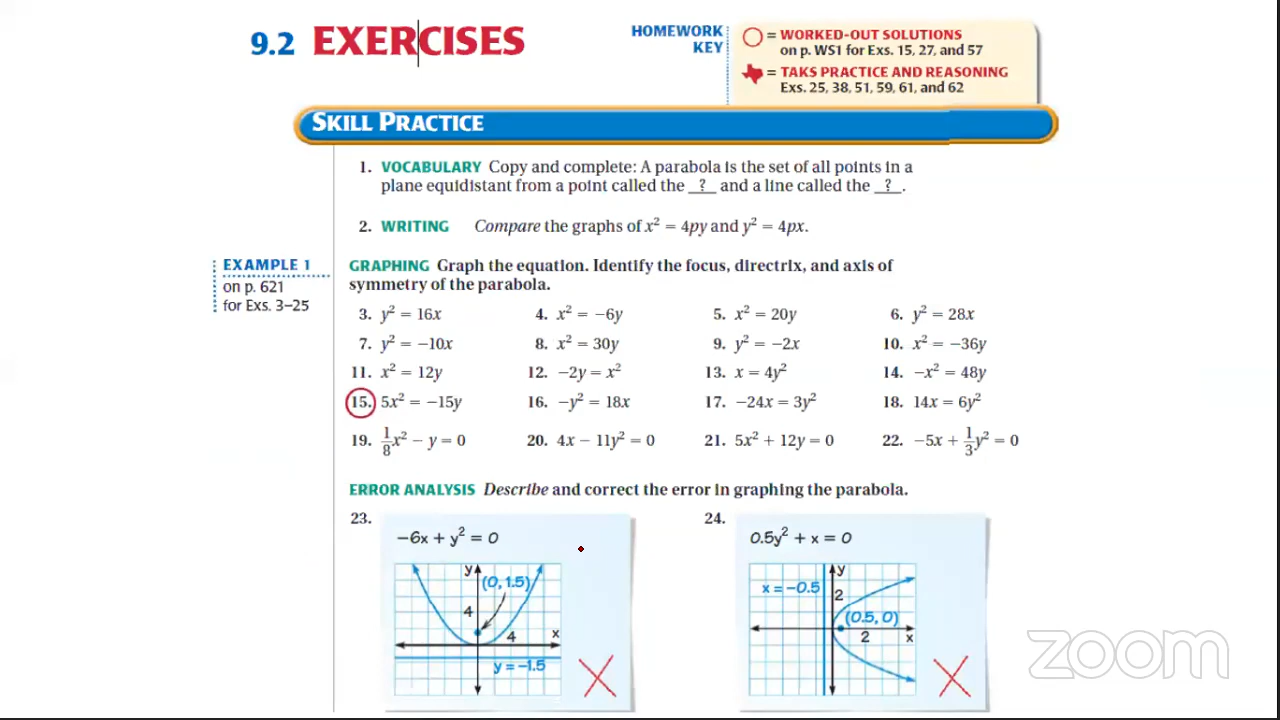 9.2 EXERCISES
HOMEWORK
KEY
= WORKED-OUT SOLUTIONS
on p. WS1 for Exs. 15, 27, and 57
= TAKS PRACTICE AND REASONING
Exs. 25, 38, 51, 59, 61, and 62
SKILL PRACTICE
1. VOCABULARY Copy and complete: A parabola is the set of all points in a
plane equidistant from a point called the ? and a line called the ? .
2. WRITING Compare the graphs of x² = 4py and y² = 4px.
EXAMPLE 1
on p. 621
for Exs. 3–25
GRAPHING Graph the equation. Identify the focus, directrix, and axis of
symmetry of the parabola.
3. y² = 16x 4. x² = −6y 5. x² = 20y 6. y² = 28x
7. y² = −10x 8. x² = 30y 9. y² = −2x 10. x² = −36y
11. x² = 12y 12. −2y = x² 13. x = 4y² 14. −x² = 48y
15. 5x² = −15y 16. −y² = 18x 17. −24x = 3y² 18. 14x = 6y²
19. 1/8x² − y = 0 20. 4x − 11y² = 0 21. 5x² + 12y = 0 22. −5x + 1/3y² = 0
ERROR ANALYSIS Describe and correct the error in graphing the parabola.
23.
−6x + y² = 0
y
(0, 1.5)
4
4
x
y = −1.5
24.
0.5y² + x = 0
y
x = −0.5
2
(0.5, 0)
2
x
zoom